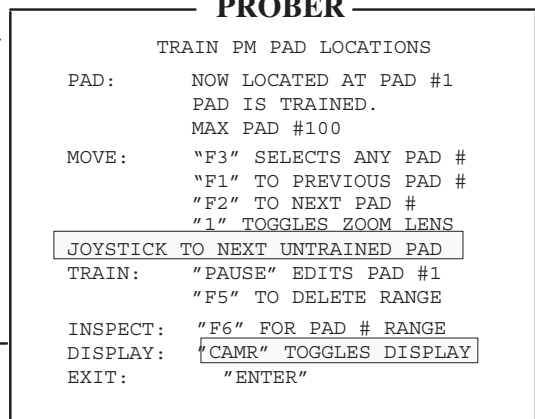 PROBER
TRAIN PM PAD LOCATIONS
PAD: NOW LOCATED AT PAD #1
PAD IS TRAINED.
MAX PAD #100
MOVE: “F3” SELECTS ANY PAD #
“F1” TO PREVIOUS PAD #
”F2” TO NEXT PAD #
”1” TOGGLES ZOOM LENS
JOYSTICK TO NEXT UNTRAINED PAD
TRAIN: ”PAUSE” EDITS PAD #1
”F5” TO DELETE RANGE
INSPECT: ”F6” FOR PAD # RANGE
DISPLAY: ”CAMR” TOGGLES DISPLAY
EXIT: ”ENTER”